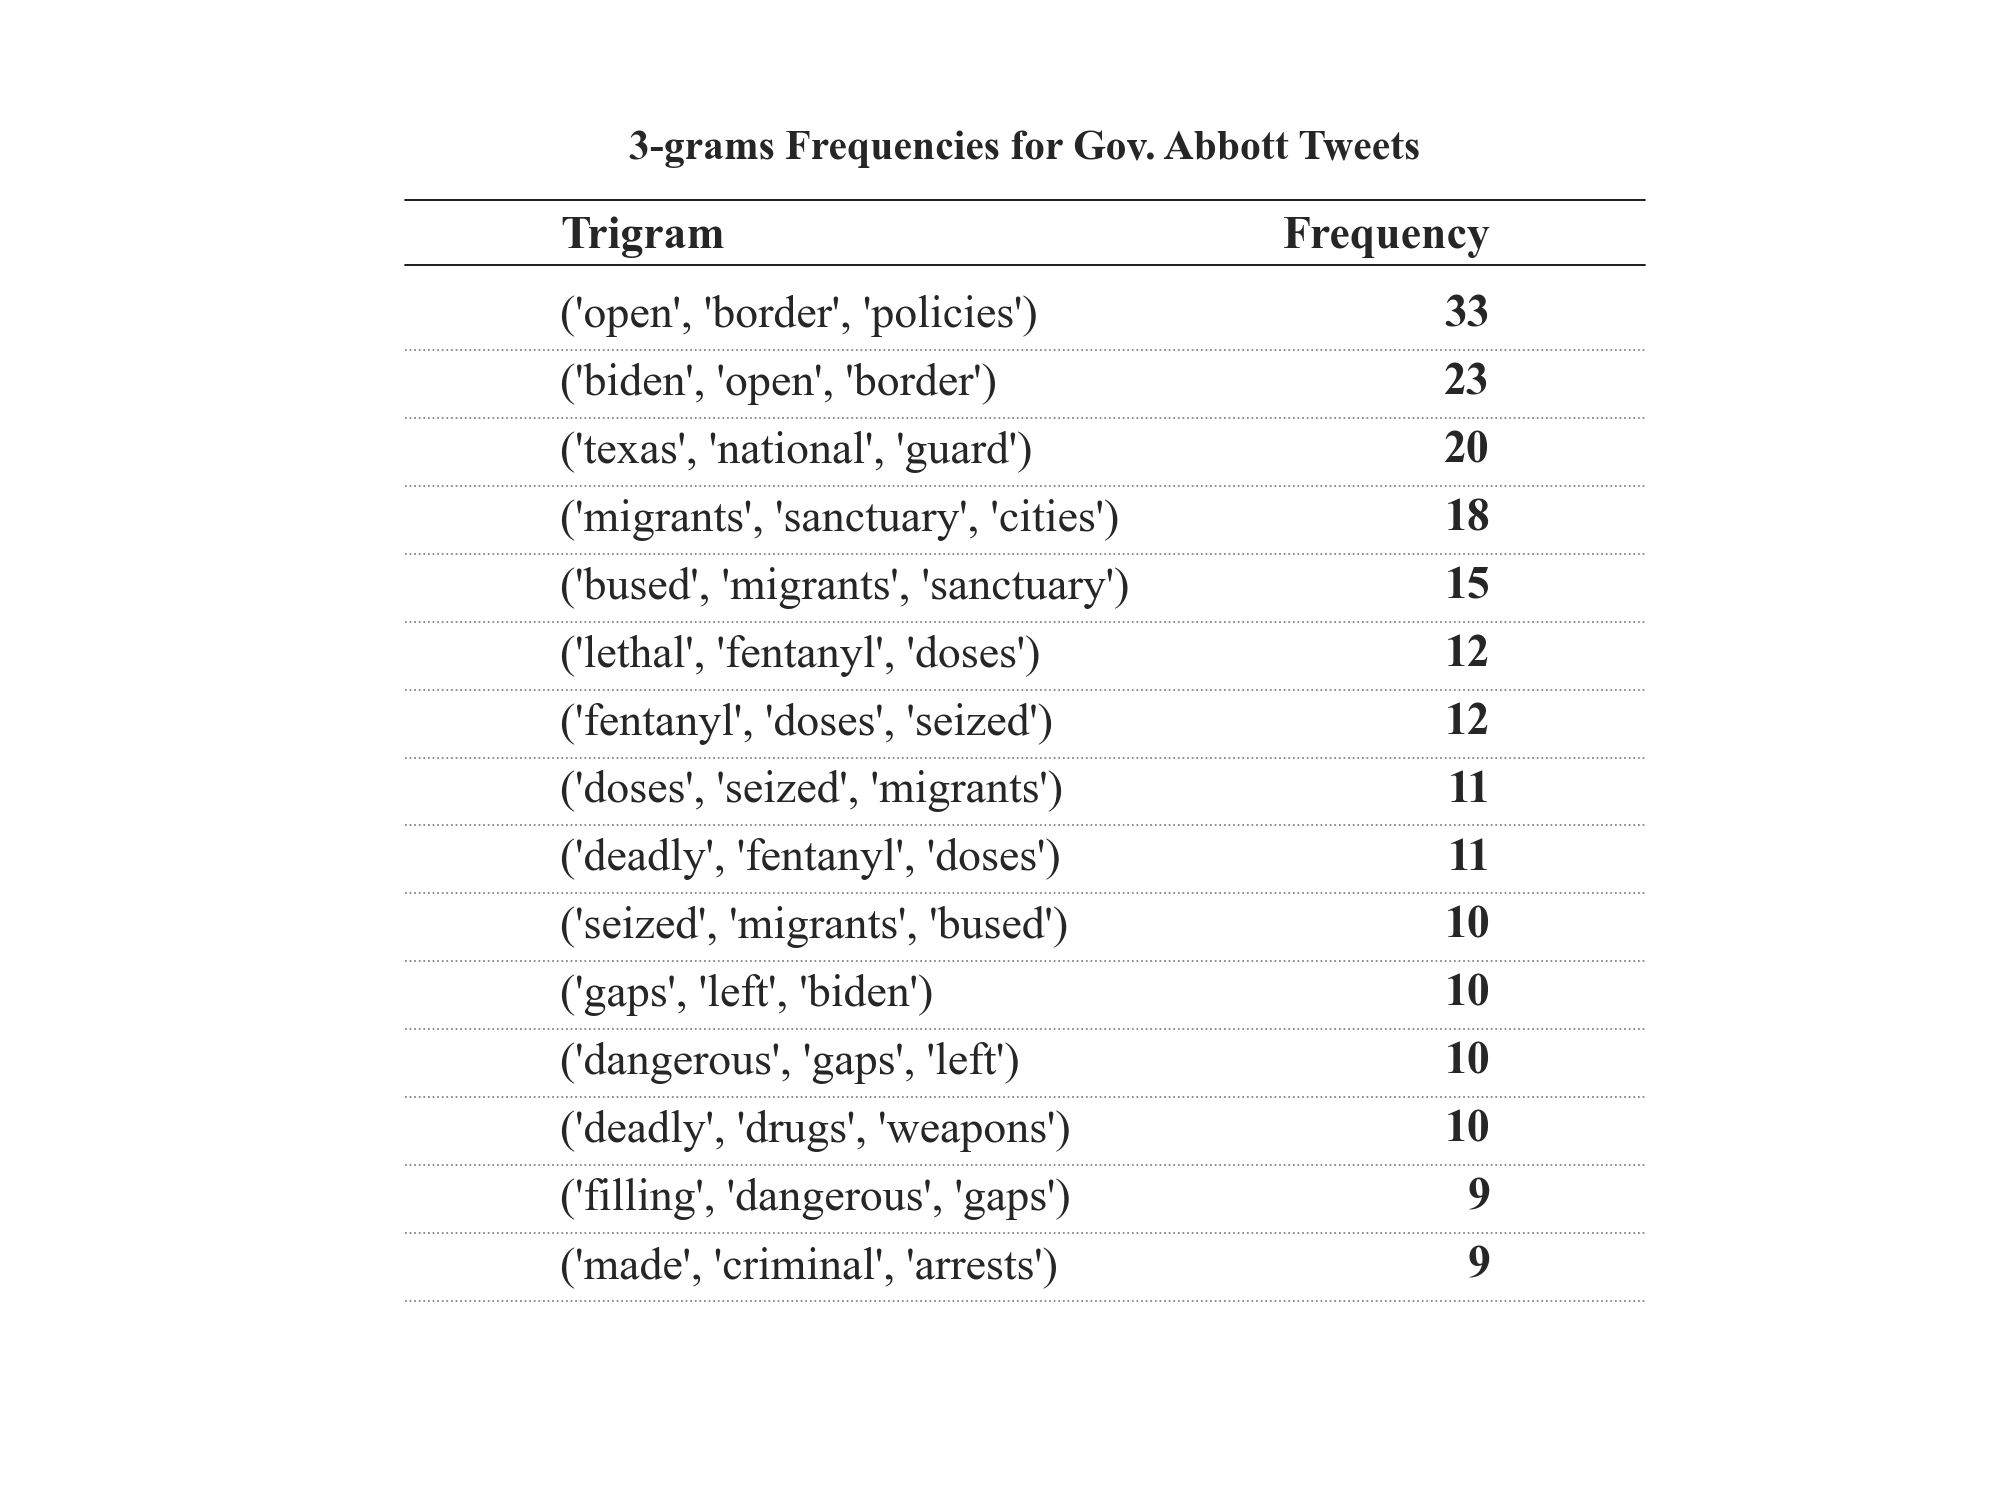 3-grams Frequencies for Gov. Abbott Tweets
Trigram Frequency
('open', 'border', 'policies') 33
('biden', 'open', 'border') 23
('texas', 'national', 'guard') 20
('migrants', 'sanctuary', 'cities') 18
('bused', 'migrants', 'sanctuary') 15
('lethal', 'fentanyl', 'doses') 12
('fentanyl', 'doses', 'seized') 12
('doses', 'seized', 'migrants') 11
('deadly', 'fentanyl', 'doses') 11
('seized', 'migrants', 'bused') 10
('gaps', 'left', 'biden') 10
('dangerous', 'gaps', 'left') 10
('deadly', 'drugs', 'weapons') 10
('filling', 'dangerous', 'gaps') 9
('made', 'criminal', 'arrests') 9